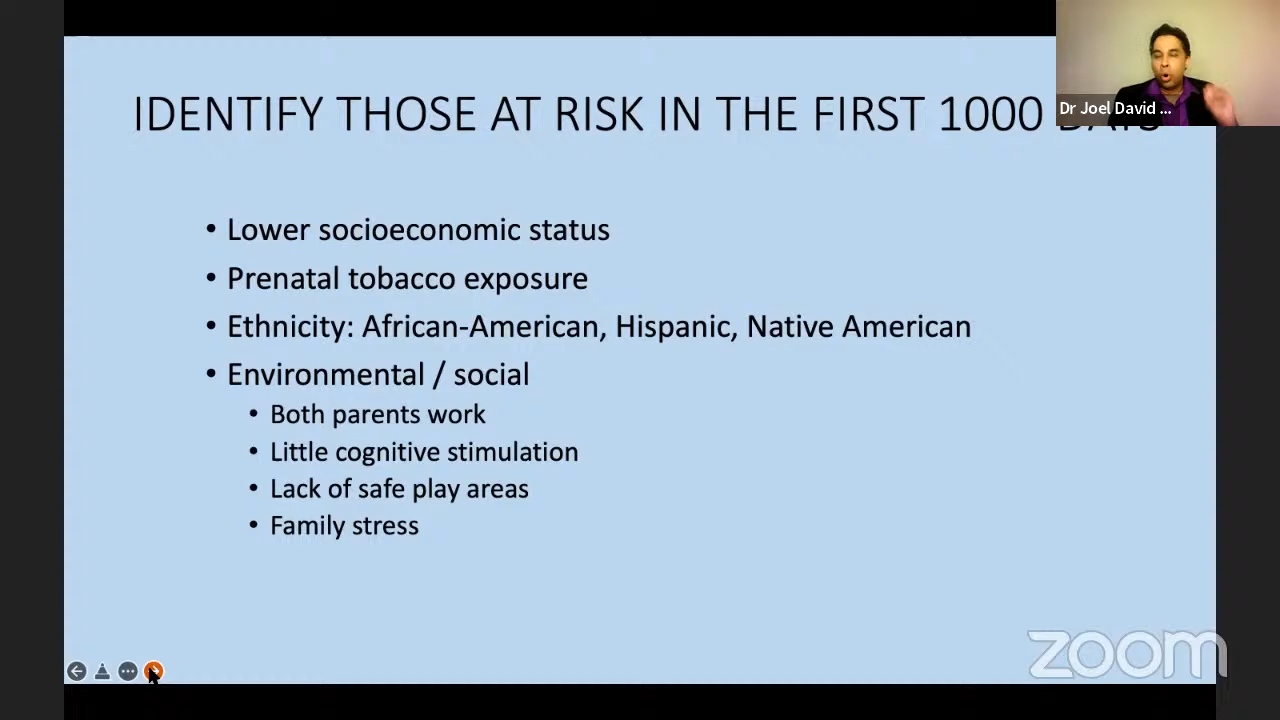 IDENTIFY THOSE AT RISK IN THE FIRST 1000 DAYS
Dr Joel David ...
• Lower socioeconomic status
• Prenatal tobacco exposure
• Ethnicity: African-American, Hispanic, Native American
• Environmental / social
• Both parents work
• Little cognitive stimulation
• Lack of safe play areas
• Family stress
zoom